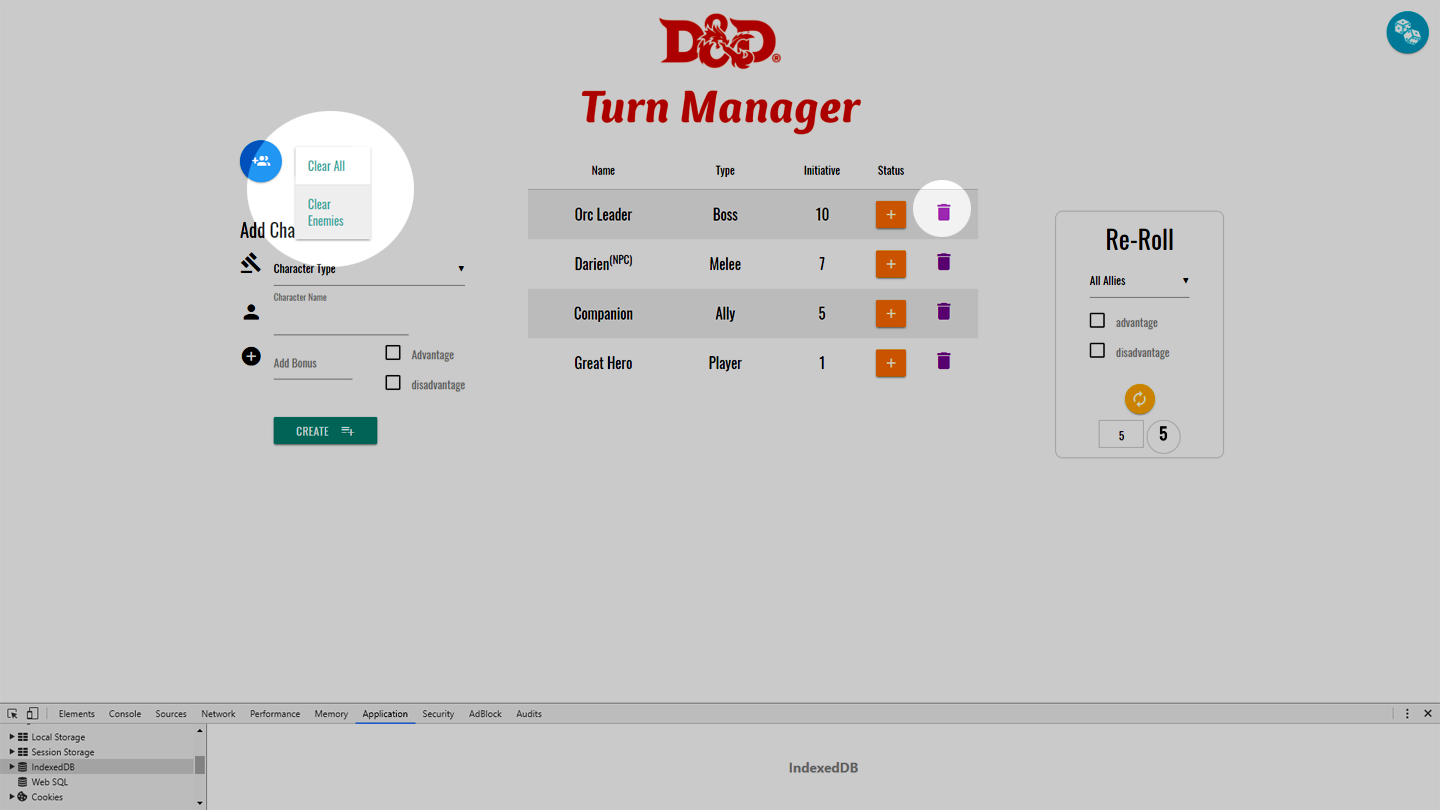 D&D®
Turn Manager
Clear All
Clear
Enemies
Add Cha
Character Type
Character Name
Add Bonus
Advantage
disadvantage
CREATE
Name Type Initiative Status
Orc Leader Boss 10 +
Darien(NPC) Melee 7 +
Companion Ally 5 +
Great Hero Player 1 +
Re-Roll
All Allies
advantage
disadvantage
5 5
Elements Console Sources Network Performance Memory Application Security AdBlock Audits
Local Storage
Session Storage
IndexedDB
Web SQL
Cookies
IndexedDB